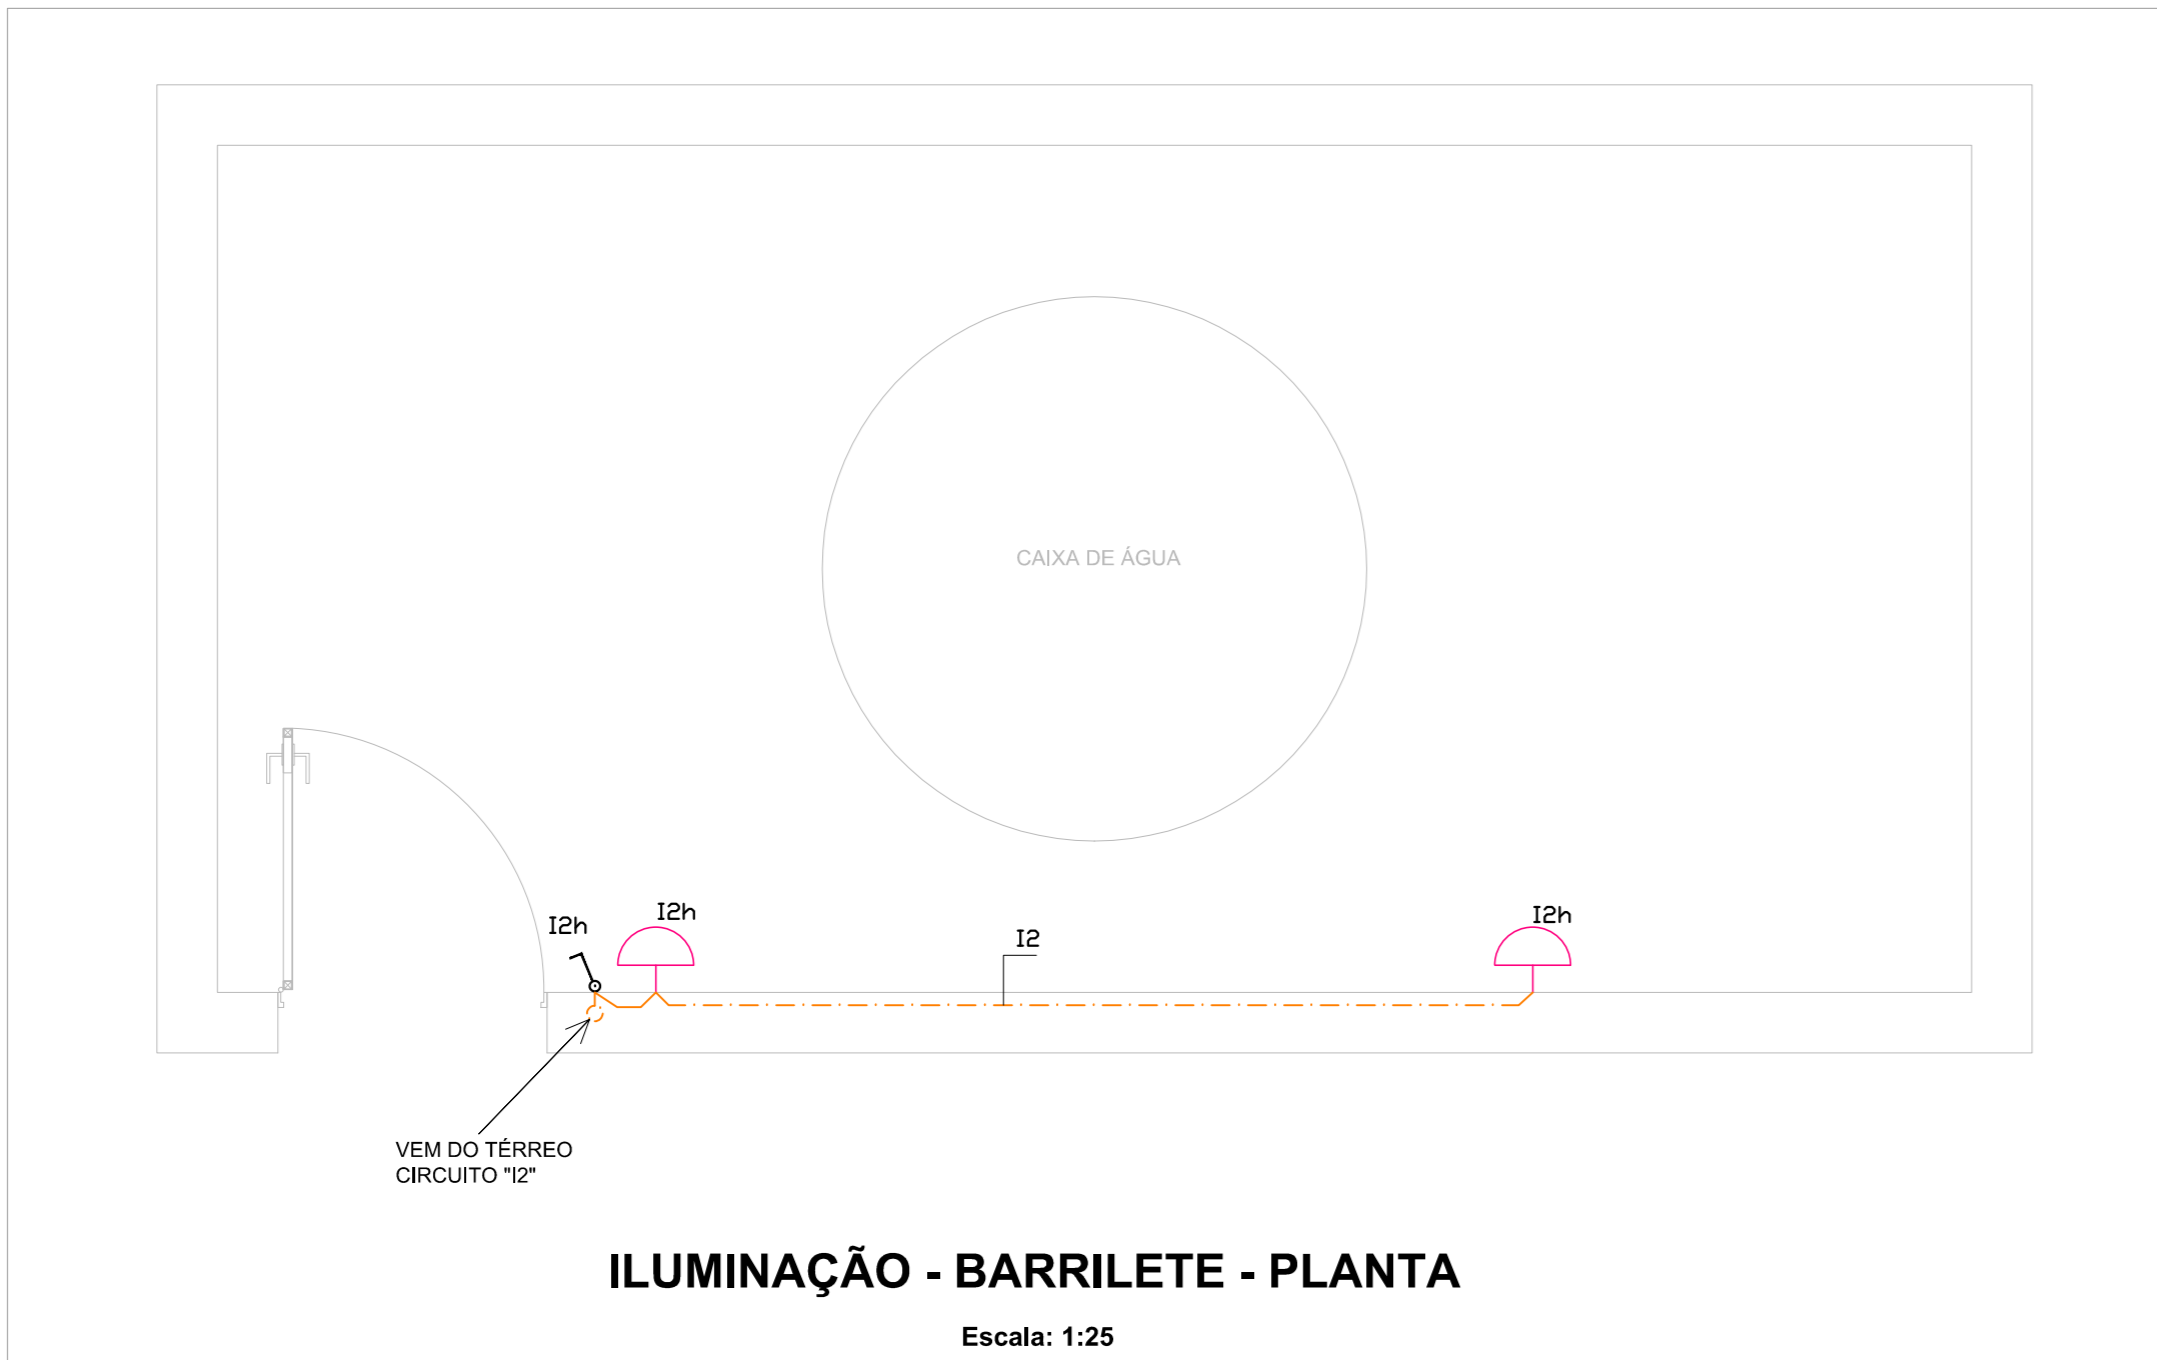 CAIXA DE ÁGUA
I2h
I2h
I2
I2h
VEM DO TÉRREO
CIRCUITO "I2"
ILUMINAÇÃO - BARRILETE - PLANTA
Escala: 1:25